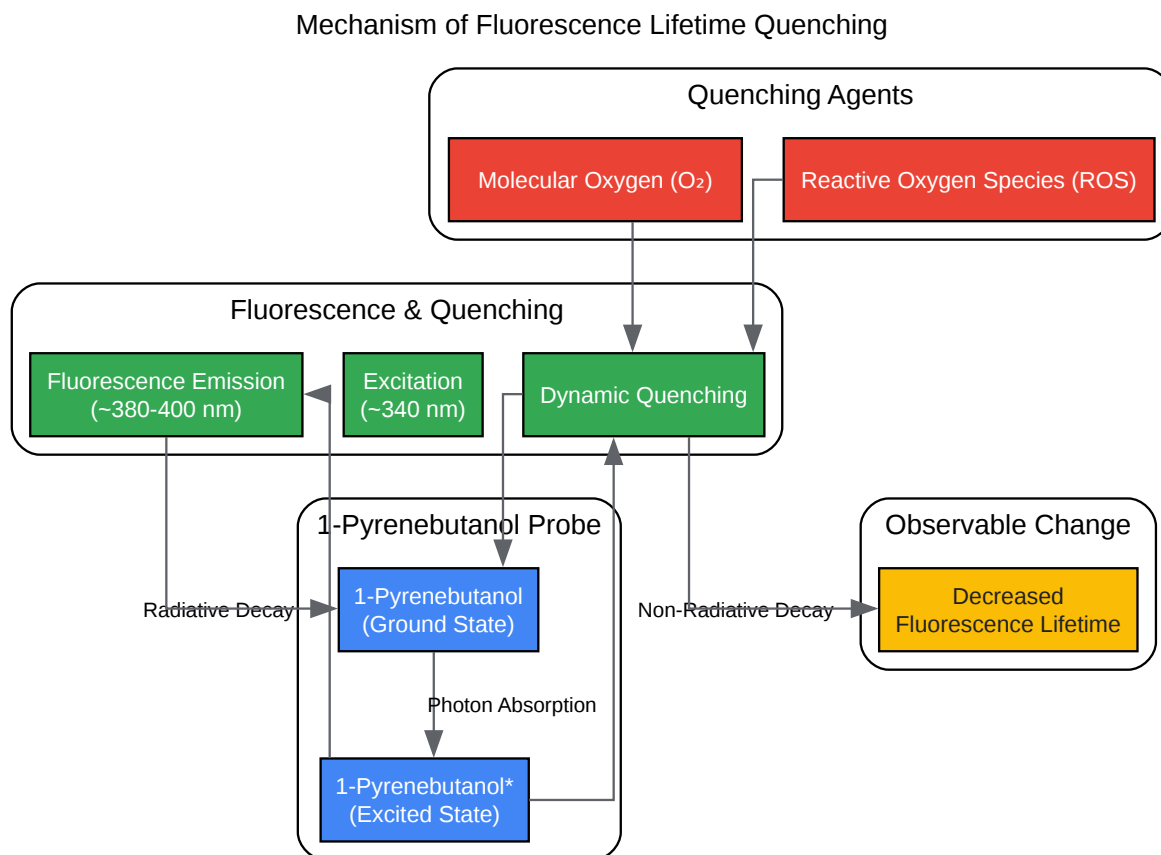 Mechanism of Fluorescence Lifetime Quenching
Quenching Agents
Molecular Oxygen (O₂)
Reactive Oxygen Species (ROS)
Fluorescence & Quenching
Fluorescence Emission
(~380-400 nm)
Excitation
(~340 nm)
Dynamic Quenching
1-Pyrenebutanol Probe
Observable Change
Radiative Decay
1-Pyrenebutanol
(Ground State)
Non-Radiative Decay
Decreased
Fluorescence Lifetime
Photon Absorption
1-Pyrenebutanol*
(Excited State)